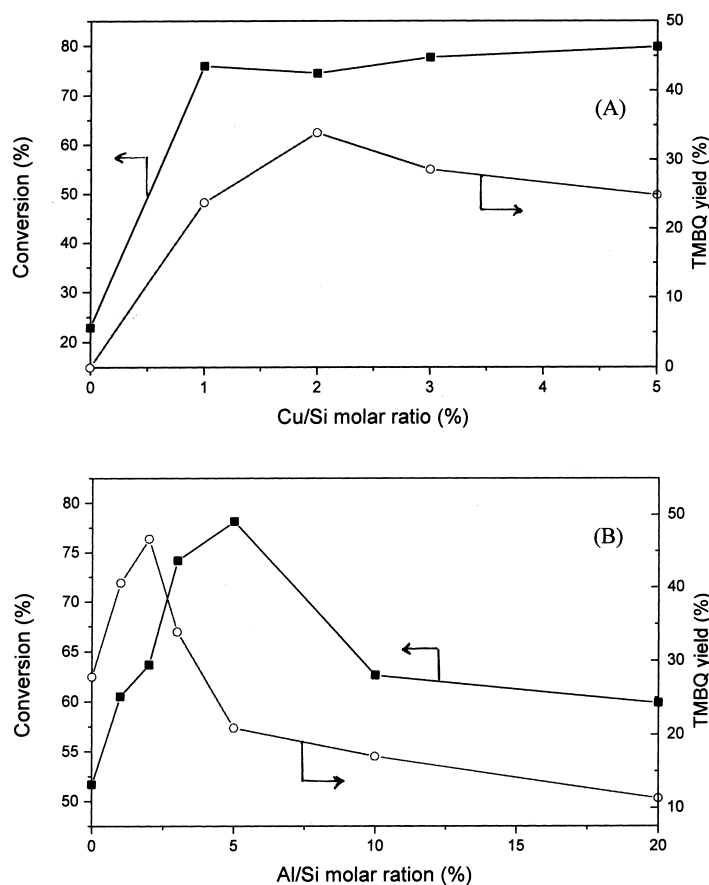 (A)
Conversion (%)
80
70
60
50
40
30
20
TMBQ yield (%)
50
40
30
20
10
0
0 1 2 3 4 5
Cu/Si molar ratio (%)
(B)
Conversion (%)
80
75
70
65
60
55
50
TMBQ yield (%)
50
40
30
20
10
0 5 10 15 20
Al/Si molar ration (%)